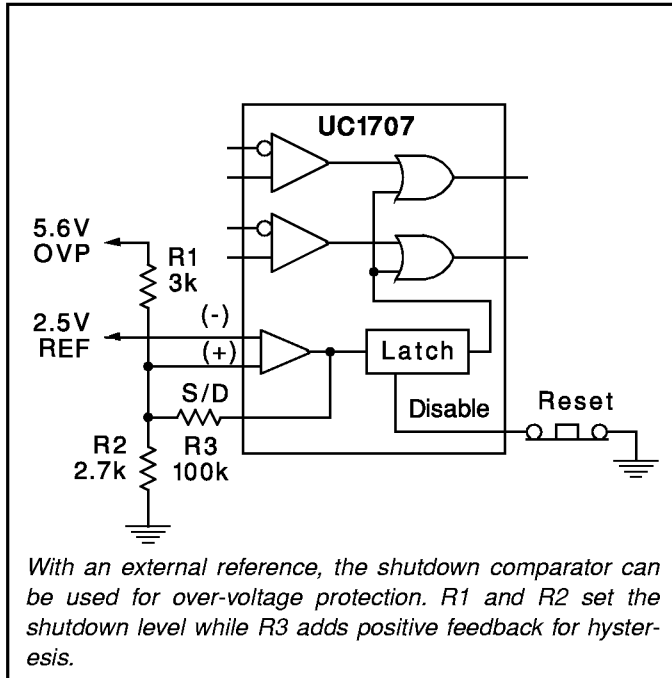 UC1707
5.6V
OVP
R1
3k
2.5V
REF
(-)
(+)
Latch
S/D
Disable
Reset
R2
2.7k
R3
100k
With an external reference, the shutdown comparator can
be used for over-voltage protection. R1 and R2 set the
shutdown level while R3 adds positive feedback for hyster-
esis.